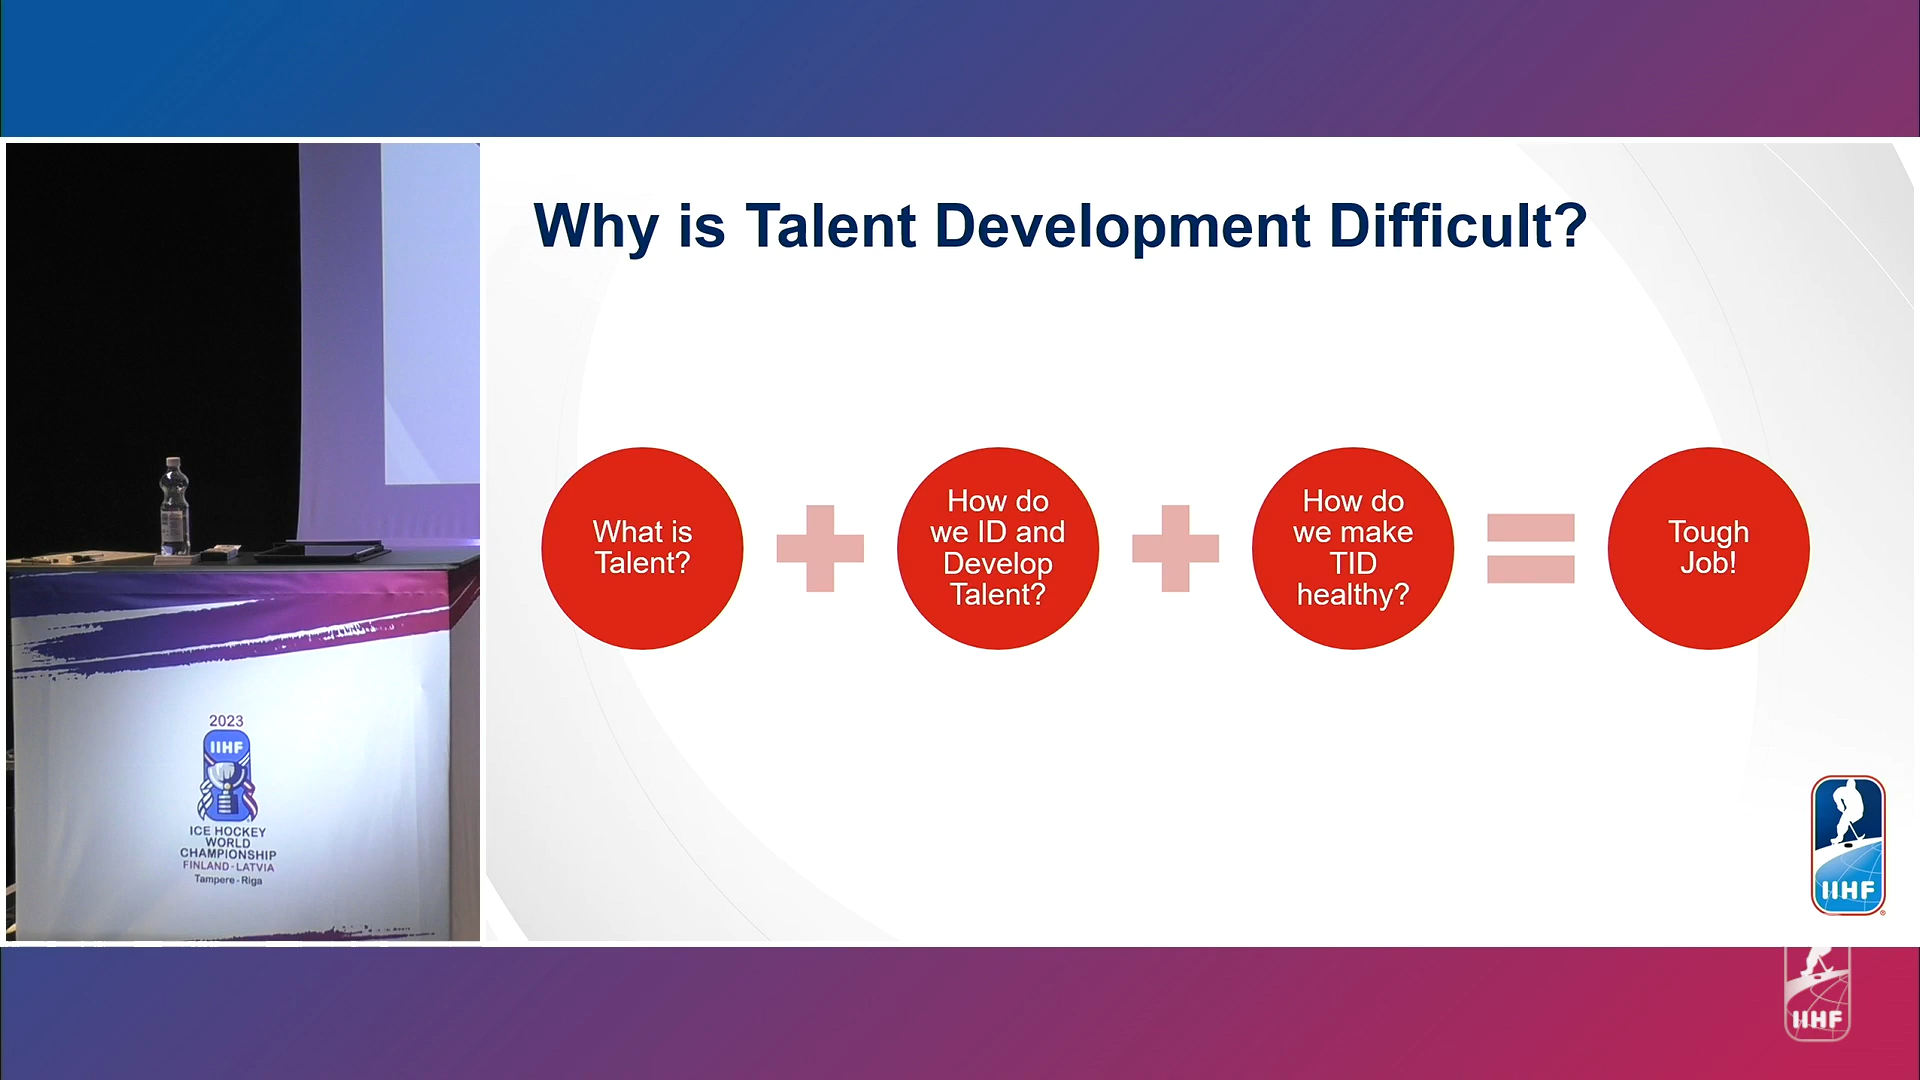 Why is Talent Development Difficult?
What is
Talent?
How do
we ID and
Develop
Talent?
How do
we make
TID
healthy?
Tough
Job!
2023
IIHF
ICE HOCKEY
WORLD
CHAMPIONSHIP
FINLAND - LATVIA
Tampere - Riga
IIHF
IIHF